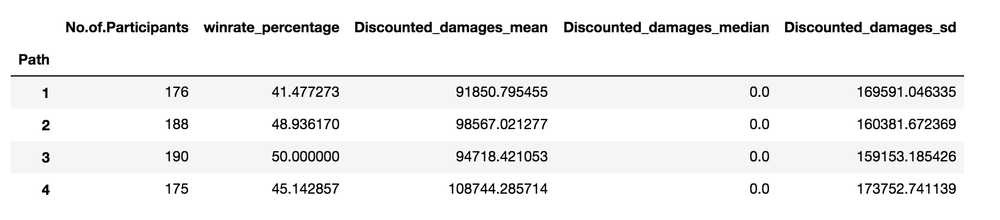 No.of.Participants winrate_percentage Discounted_damages_mean Discounted_damages_median Discounted_damages_sd
Path
1 176 41.477273 91850.795455 0.0 169591.046335
2 188 48.936170 98567.021277 0.0 160381.672369
3 190 50.000000 94718.421053 0.0 159153.185426
4 175 45.142857 108744.285714 0.0 173752.741139